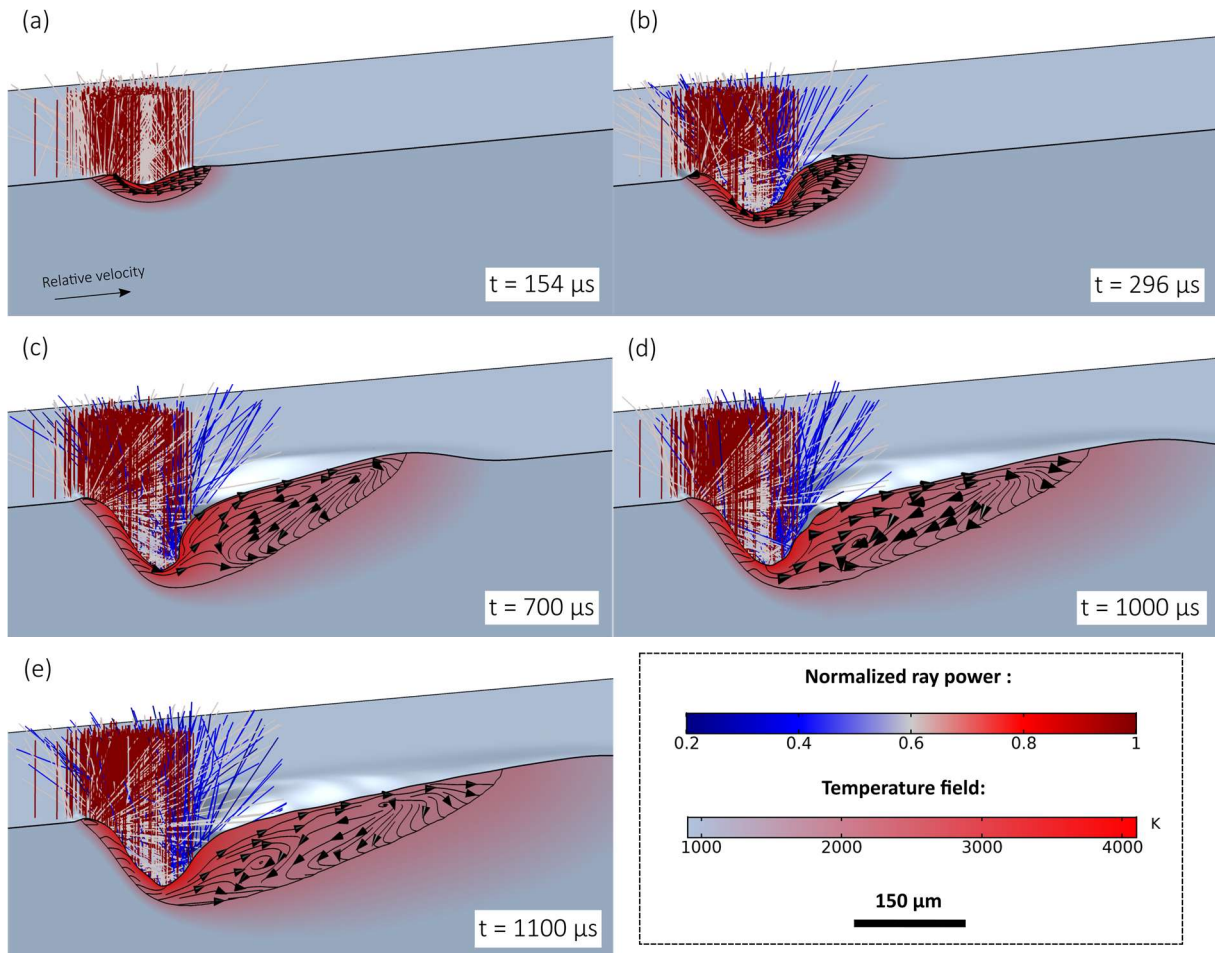 (a)
(b)
Relative velocity
t = 154 µs
t = 296 µs
(c)
(d)
t = 700 µs
t = 1000 µs
(e)
Normalized ray power :
0.2 0.4 0.6 0.8 1
Temperature field:
K
1000 2000 3000 4000
150 µm
t = 1100 µs